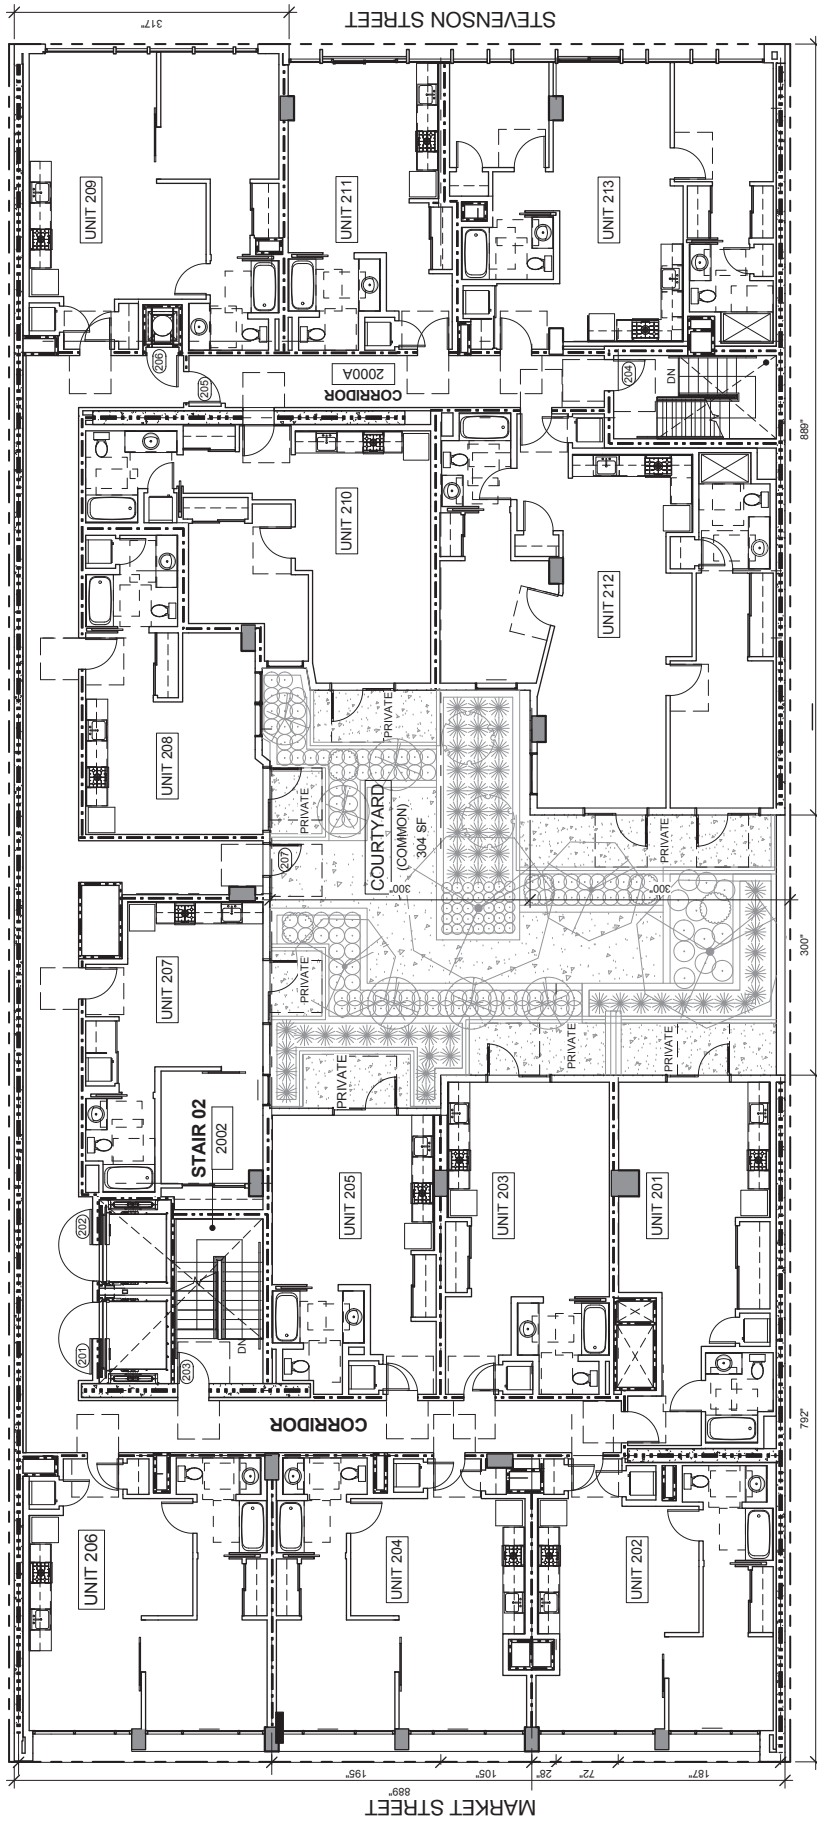 STEVENSON STREET
317"
UNIT 209
UNIT 211
UNIT 213
206
205
CORRIDOR
2000A
204
DN
889"
UNIT 210
UNIT 212
UNIT 208
PRIVATE
PRIVATE
COURTYARD
(COMMON)
304 SF
207
PRIVATE
300"
300"
300"
UNIT 207
PRIVATE
PRIVATE
PRIVATE
PRIVATE
STAIR 02
2002
UNIT 205
UNIT 203
UNIT 201
202
201
203
DN
CORRIDOR
792"
UNIT 206
UNIT 204
UNIT 202
195"
105"
28"
72"
187"
889"
MARKET STREET